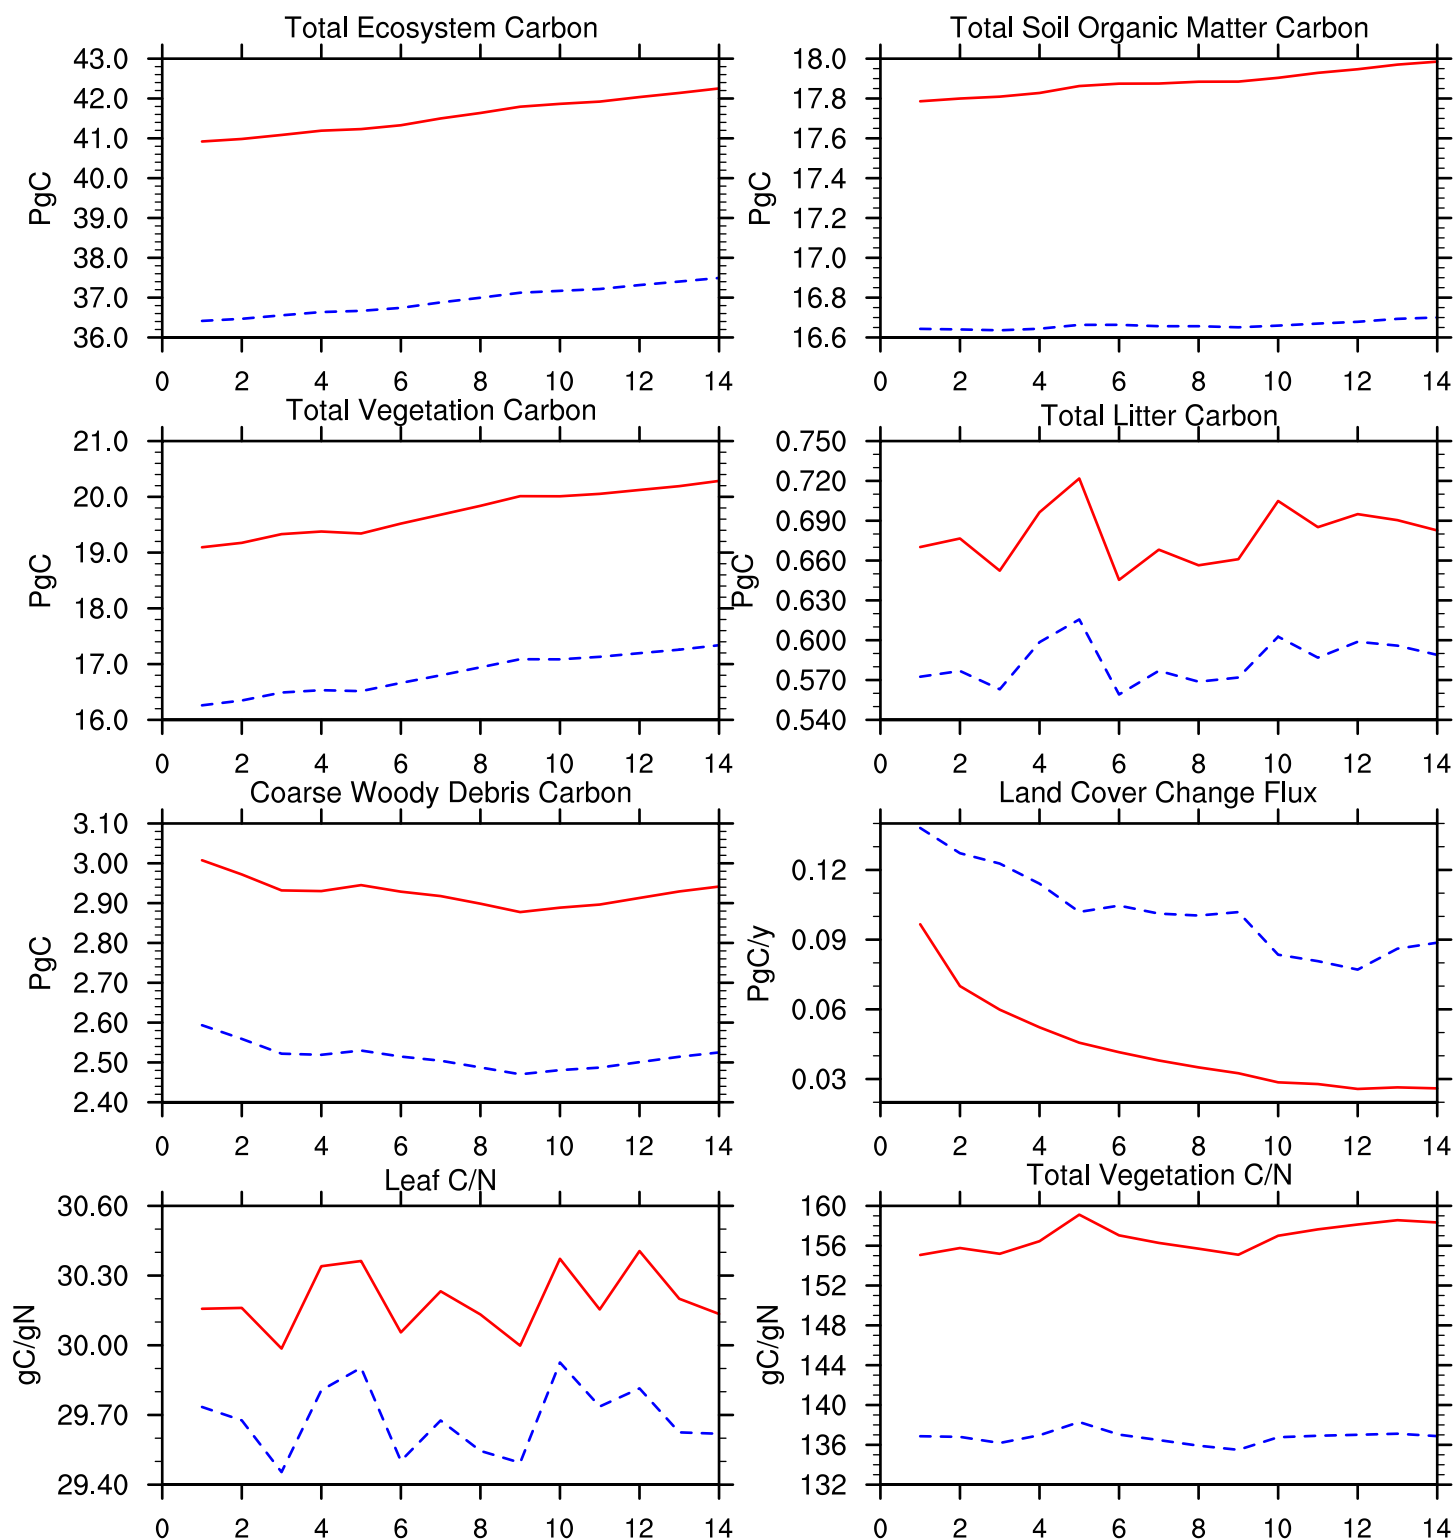 Total Ecosystem Carbon
43.0
42.0
41.0
40.0
39.0
38.0
37.0
36.0
PgC
0 2 4 6 8 10 12 14
Total Soil Organic Matter Carbon
18.0
17.8
17.6
17.4
17.2
17.0
16.8
16.6
PgC
0 2 4 6 8 10 12 14
Total Vegetation Carbon
21.0
20.0
19.0
18.0
17.0
16.0
PgC
0 2 4 6 8 10 12 14
Total Litter Carbon
0.750
0.720
0.690
0.660
0.630
0.600
0.570
0.540
PgC
0 2 4 6 8 10 12 14
Coarse Woody Debris Carbon
3.10
3.00
2.90
2.80
2.70
2.60
2.50
2.40
PgC
0 2 4 6 8 10 12 14
Land Cover Change Flux
0.12
0.09
0.06
0.03
PgC/y
0 2 4 6 8 10 12 14
Leaf C/N
30.60
30.30
30.00
29.70
29.40
gC/gN
0 2 4 6 8 10 12 14
Total Vegetation C/N
160
156
152
148
144
140
136
132
gC/gN
0 2 4 6 8 10 12 14